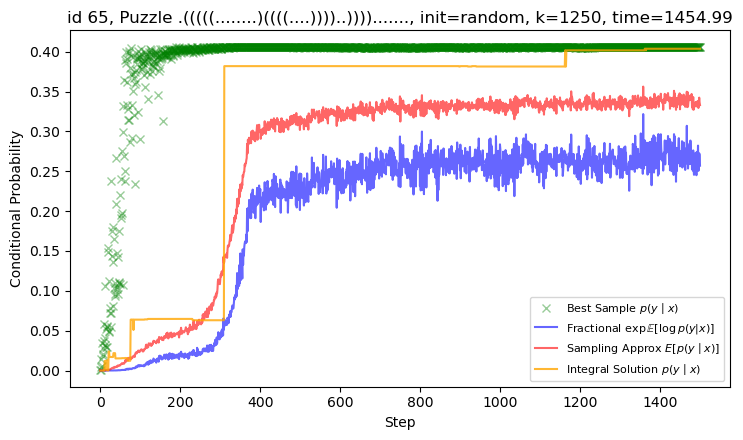 id 65, Puzzle .(((((........)((((....))))..))))......., init=random, k=1250, time=1454.99
Conditional Probability
0.40
0.35
0.30
0.25
0.20
0.15
0.10
0.05
0.00
Best Sample p(y | x)
Fractional exp𝔼[log p(y|x)]
Sampling Approx E[p(y | x)]
Integral Solution p(y | x)
0 200 400 600 800 1000 1200 1400
Step